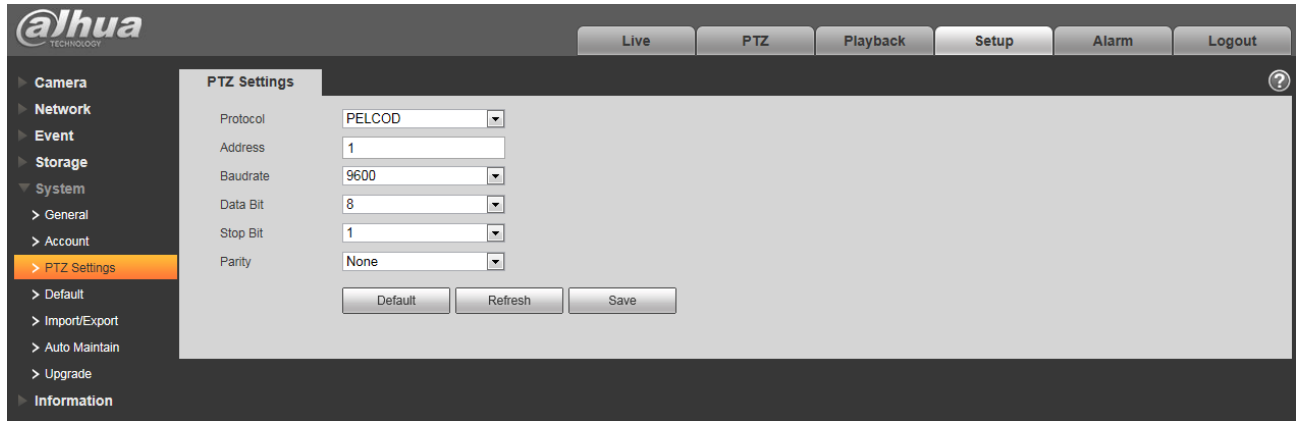 alhua
TECHNOLOGY
Live PTZ Playback Setup Alarm Logout
Camera
Network
Event
Storage
System
> General
> Account
> PTZ Settings
> Default
> Import/Export
> Auto Maintain
> Upgrade
Information
PTZ Settings
?
Protocol PELCOD
Address 1
Baudrate 9600
Data Bit 8
Stop Bit 1
Parity None
Default Refresh Save